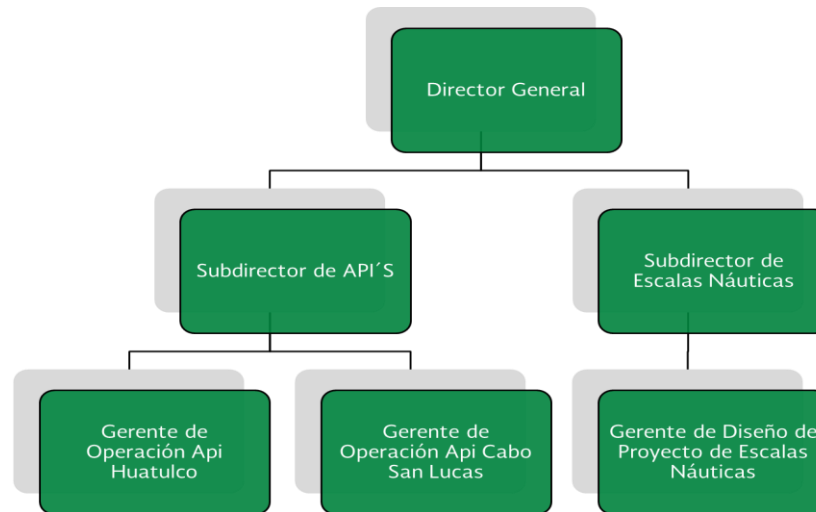 Director General
Subdirector de API´S
Subdirector de
Escalas Náuticas
Gerente de
Operación Api
Huatulco
Gerente de
Operación Api Cabo
San Lucas
Gerente de Diseño de
Proyecto de Escalas
Náuticas